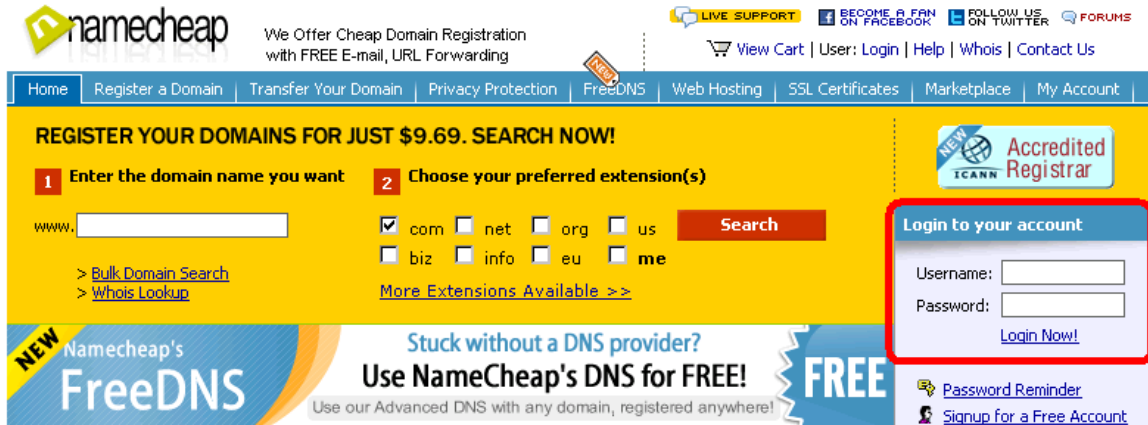 namecheap
We Offer Cheap Domain Registration
with FREE E-mail, URL Forwarding
LIVE SUPPORT
BECOME A FAN
ON FACEBOOK
FOLLOW US
ON TWITTER
FORUMS
View Cart | User: Login | Help | Whois | Contact Us
NEW
Home | Register a Domain | Transfer Your Domain | Privacy Protection | FreeDNS | Web Hosting | SSL Certificates | Marketplace | My Account |
REGISTER YOUR DOMAINS FOR JUST $9.69. SEARCH NOW!
1 Enter the domain name you want
2 Choose your preferred extension(s)
www.
com net org us
Search
biz info eu me
> Bulk Domain Search
> Whois Lookup
More Extensions Available >>
NEW
ICANN
Accredited
Registrar
Login to your account
Username:
Password:
Login Now!
NEW
Namecheap's
FreeDNS
Stuck without a DNS provider?
Use NameCheap's DNS for FREE!
Use our Advanced DNS with any domain, registered anywhere!
FREE
Password Reminder
Signup for a Free Account